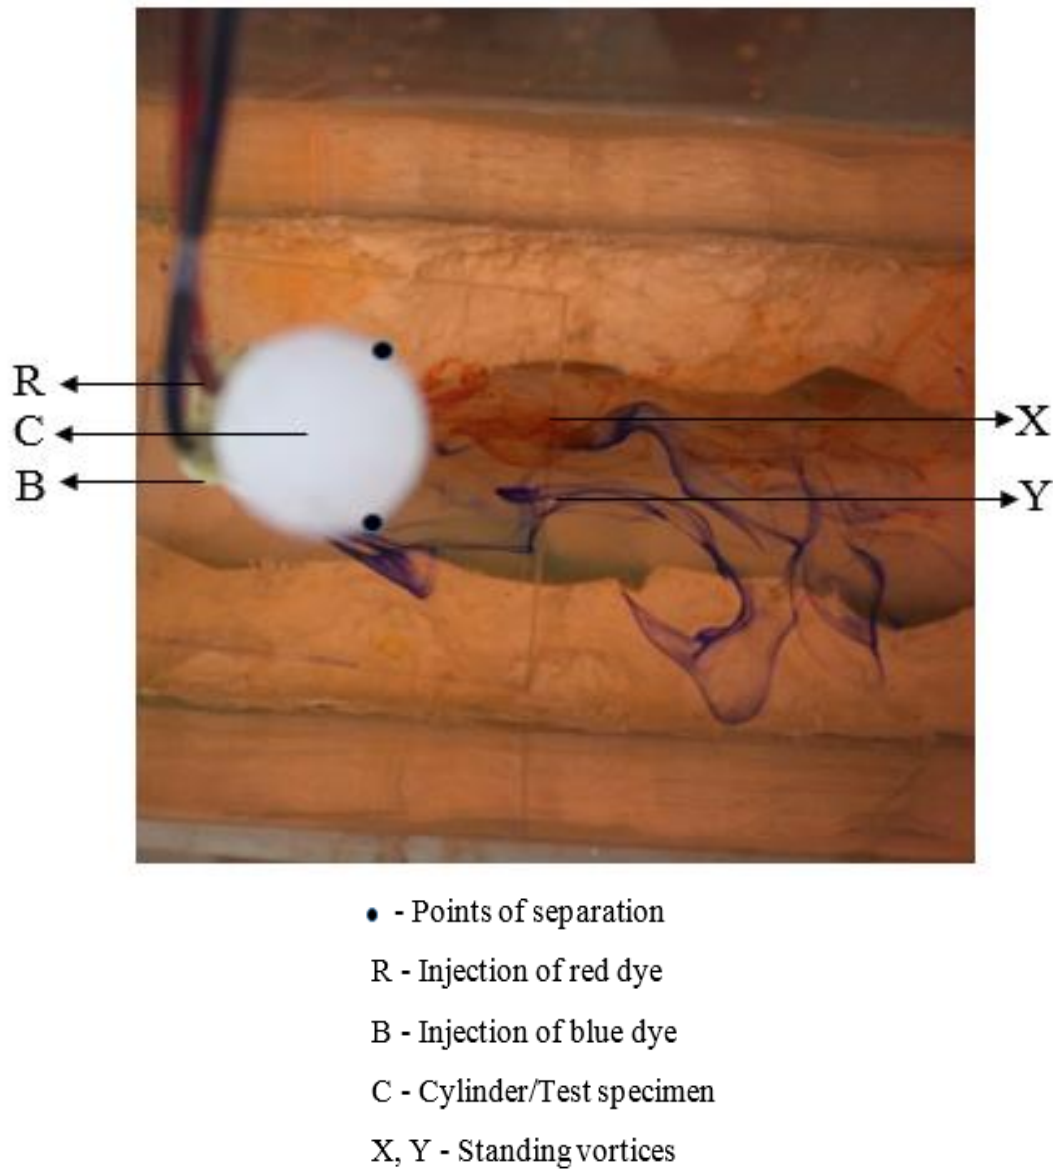 R
C
B
X
Y
• - Points of separation
R - Injection of red dye
B - Injection of blue dye
C - Cylinder/Test specimen
X, Y - Standing vortices